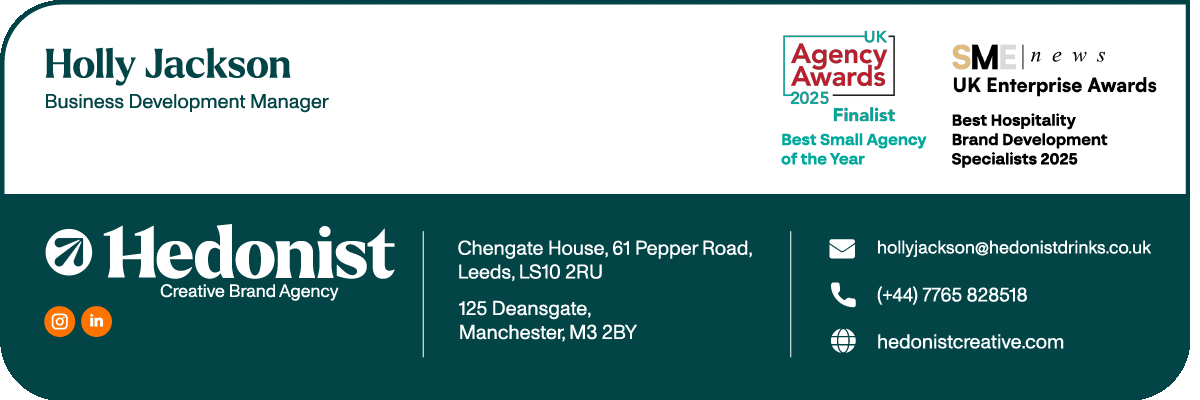 Holly Jackson
Business Development Manager
UK
Agency
Awards
2025
Finalist
Best Small Agency
of the Year
SME news
UK Enterprise Awards
Best Hospitality
Brand Development
Specialists 2025
Hedonist
Creative Brand Agency
in
Chengate House, 61 Pepper Road,
Leeds, LS10 2RU
125 Deansgate,
Manchester, M3 2BY
hollyjackson@hedonistdrinks.co.uk
(+44) 7765 828518
hedonistcreative.com